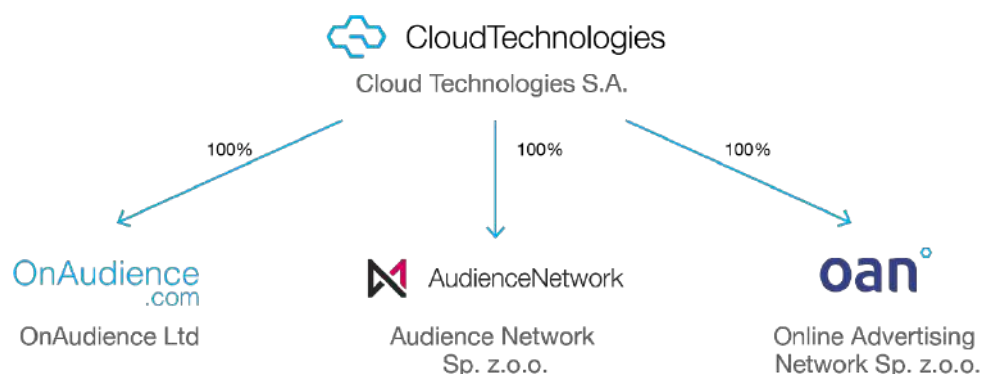 CloudTechnologies
Cloud Technologies S.A.
100%
100%
100%
OnAudience
.com
OnAudience Ltd
AudienceNetwork
Audience Network
Sp. z.o.o.
oan
Online Advertising
Network Sp. z.o.o.